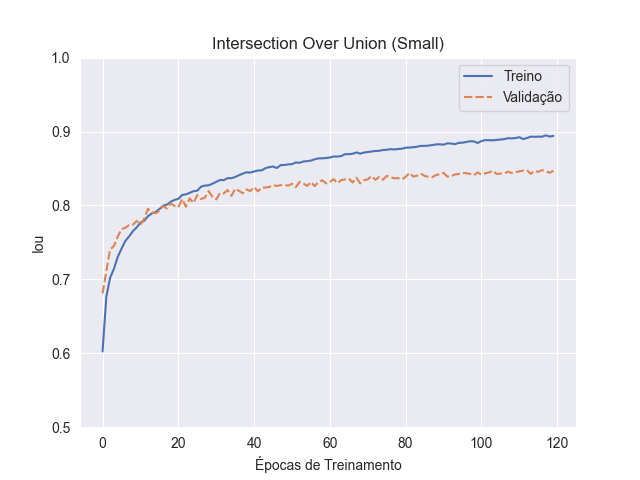 Intersection Over Union (Small)
1.0
0.9
0.8
0.7
0.6
0.5
Iou
Treino
Validação
0 20 40 60 80 100 120
Épocas de Treinamento